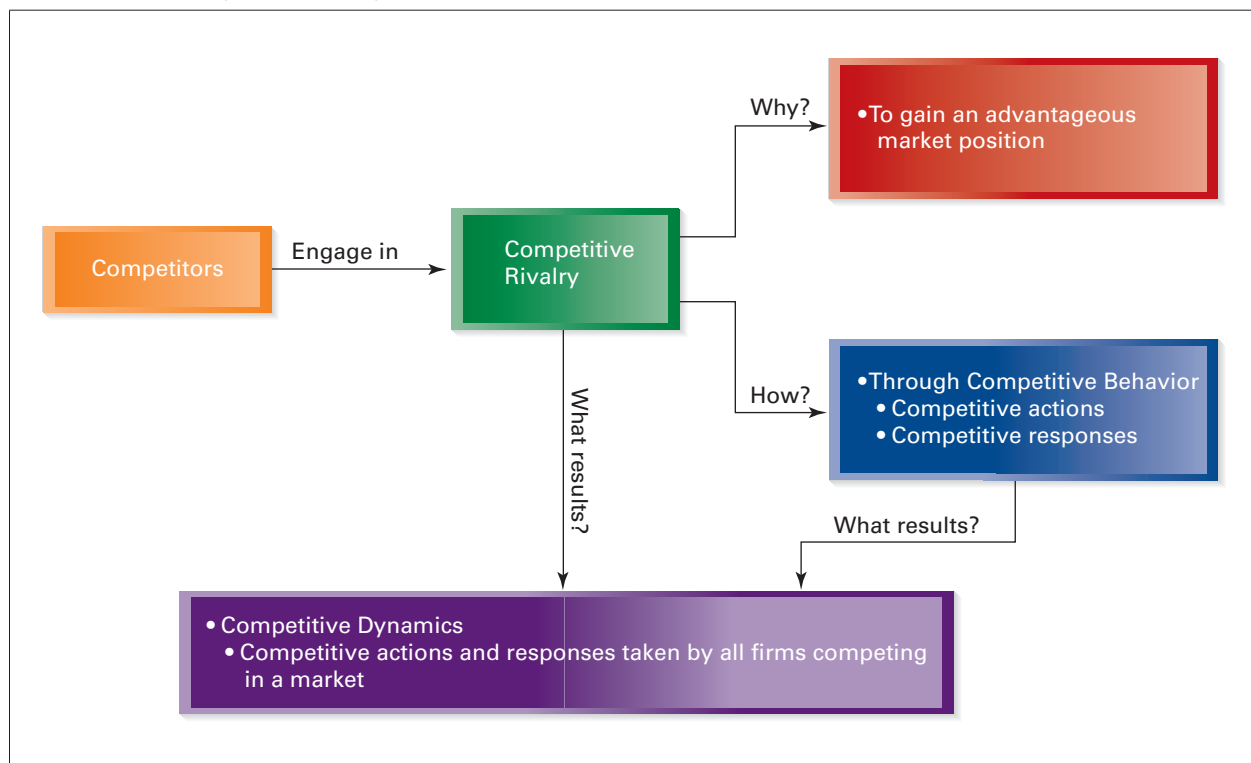 Why?
•To gain an advantageous
market position
Competitors
Engage in
Competitive
Rivalry
How?
•Through Competitive Behavior
• Competitive actions
• Competitive responses
What results?
What results?
• Competitive Dynamics
• Competitive actions and responses taken by all firms competing
in a market